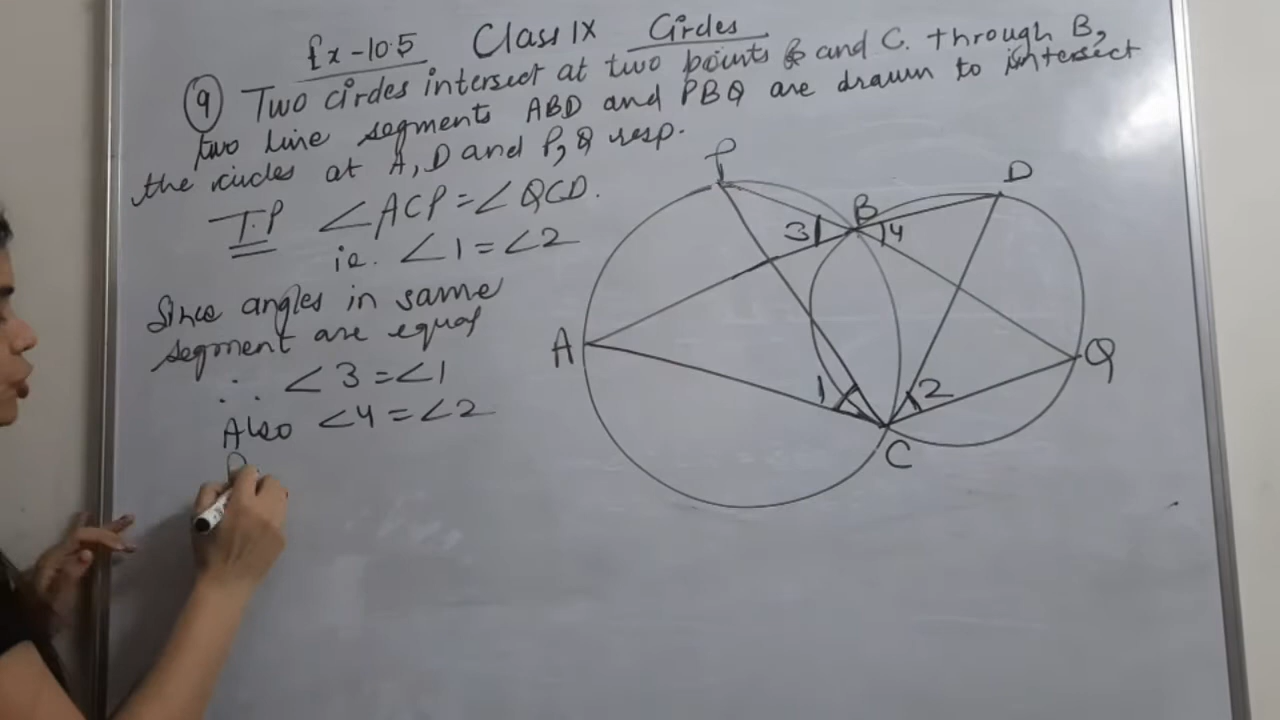 Ex-10.5 Class IX Circles
9 Two circles intersect at two points B and C. through B,
two line segments ABD and PBQ are drawn to intersect
the circles at A, D and P, Q resp.
T.P ∠ACP=∠QCD.
ie. ∠1=∠2
Since angles in same
segment are equal
∴ ∠3=∠1
Also ∠4=∠2
P
D
B
3
4
A
Q
1
2
C